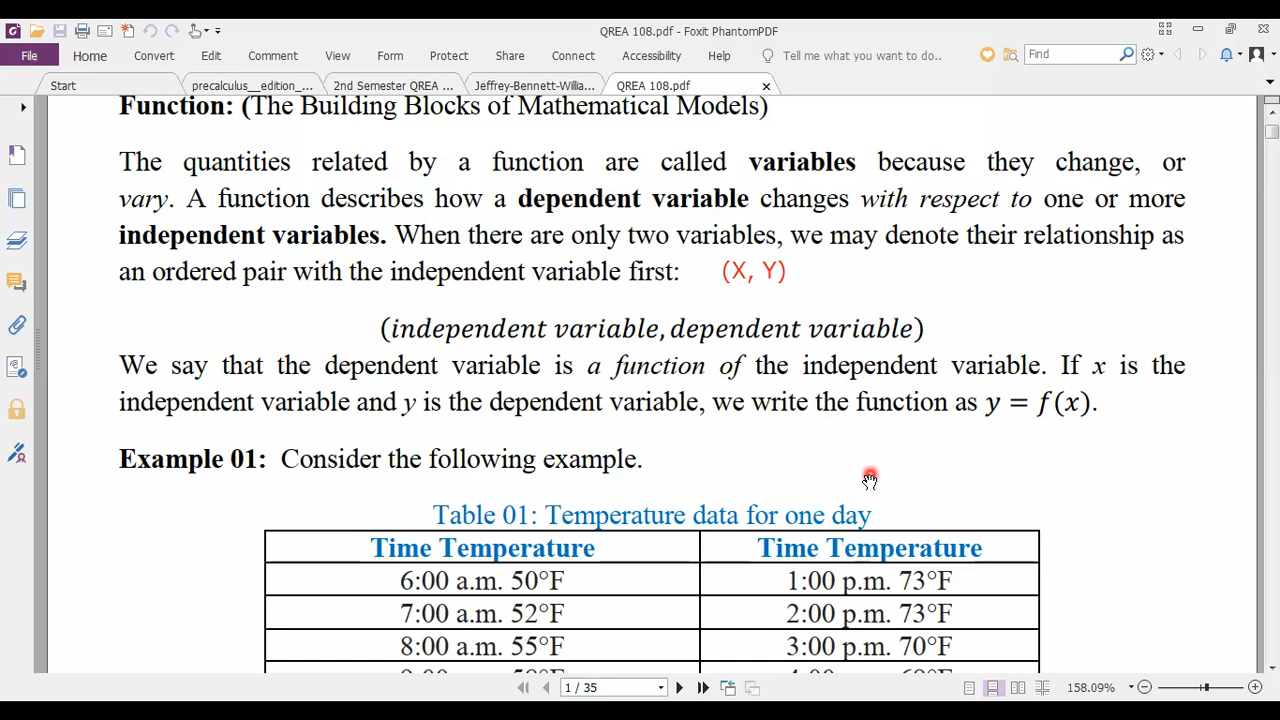 QREA 108.pdf - Foxit PhantomPDF
File Home Convert Edit Comment View Form Protect Share Connect Accessibility Help Tell me what you want to do... Find
Start precalculus__edition_... 2nd Semester QREA ... Jeffrey-Bennett-Willia... QREA 108.pdf
Function: (The Building Blocks of Mathematical Models)
The quantities related by a function are called variables because they change, or
vary. A function describes how a dependent variable changes with respect to one or more
independent variables. When there are only two variables, we may denote their relationship as
an ordered pair with the independent variable first: (X, Y)
(independent variable, dependent variable)
We say that the dependent variable is a function of the independent variable. If x is the
independent variable and y is the dependent variable, we write the function as y = f(x).
Example 01: Consider the following example.
Table 01: Temperature data for one day
Time Temperature Time Temperature
6:00 a.m. 50°F 1:00 p.m. 73°F
7:00 a.m. 52°F 2:00 p.m. 73°F
8:00 a.m. 55°F 3:00 p.m. 70°F
1 / 35 158.09%